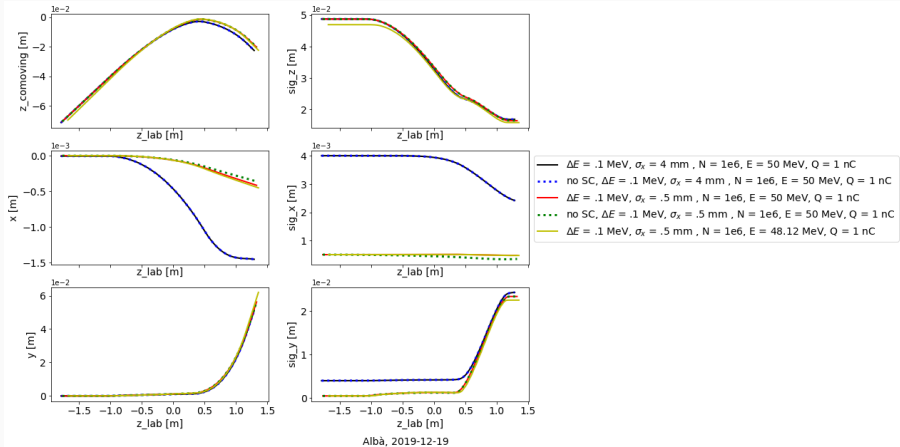 1e−2
0
−2
−4
−6
z_comoving [m]
z_lab [m]
1e−2
5
4
3
2
sig_z [m]
z_lab [m]
1e−3
0.0
−0.5
−1.0
−1.5
x [m]
z_lab [m]
1e−3
4
3
2
1
sig_x [m]
z_lab [m]
ΔE = .1 MeV, σx = 4 mm , N = 1e6, E = 50 MeV, Q = 1 nC
no SC, ΔE = .1 MeV, σx = 4 mm , N = 1e6, E = 50 MeV, Q = 1 nC
ΔE = .1 MeV, σx = .5 mm , N = 1e6, E = 50 MeV, Q = 1 nC
no SC, ΔE = .1 MeV, σx = .5 mm , N = 1e6, E = 50 MeV, Q = 1 nC
ΔE = .1 MeV, σx = .5 mm , N = 1e6, E = 48.12 MeV, Q = 1 nC
1e−2
6
4
2
0
y [m]
−1.5 −1.0 −0.5 0.0 0.5 1.0 1.5
z_lab [m]
1e−2
2
1
0
sig_y [m]
−1.5 −1.0 −0.5 0.0 0.5 1.0 1.5
z_lab [m]
Albà, 2019-12-19